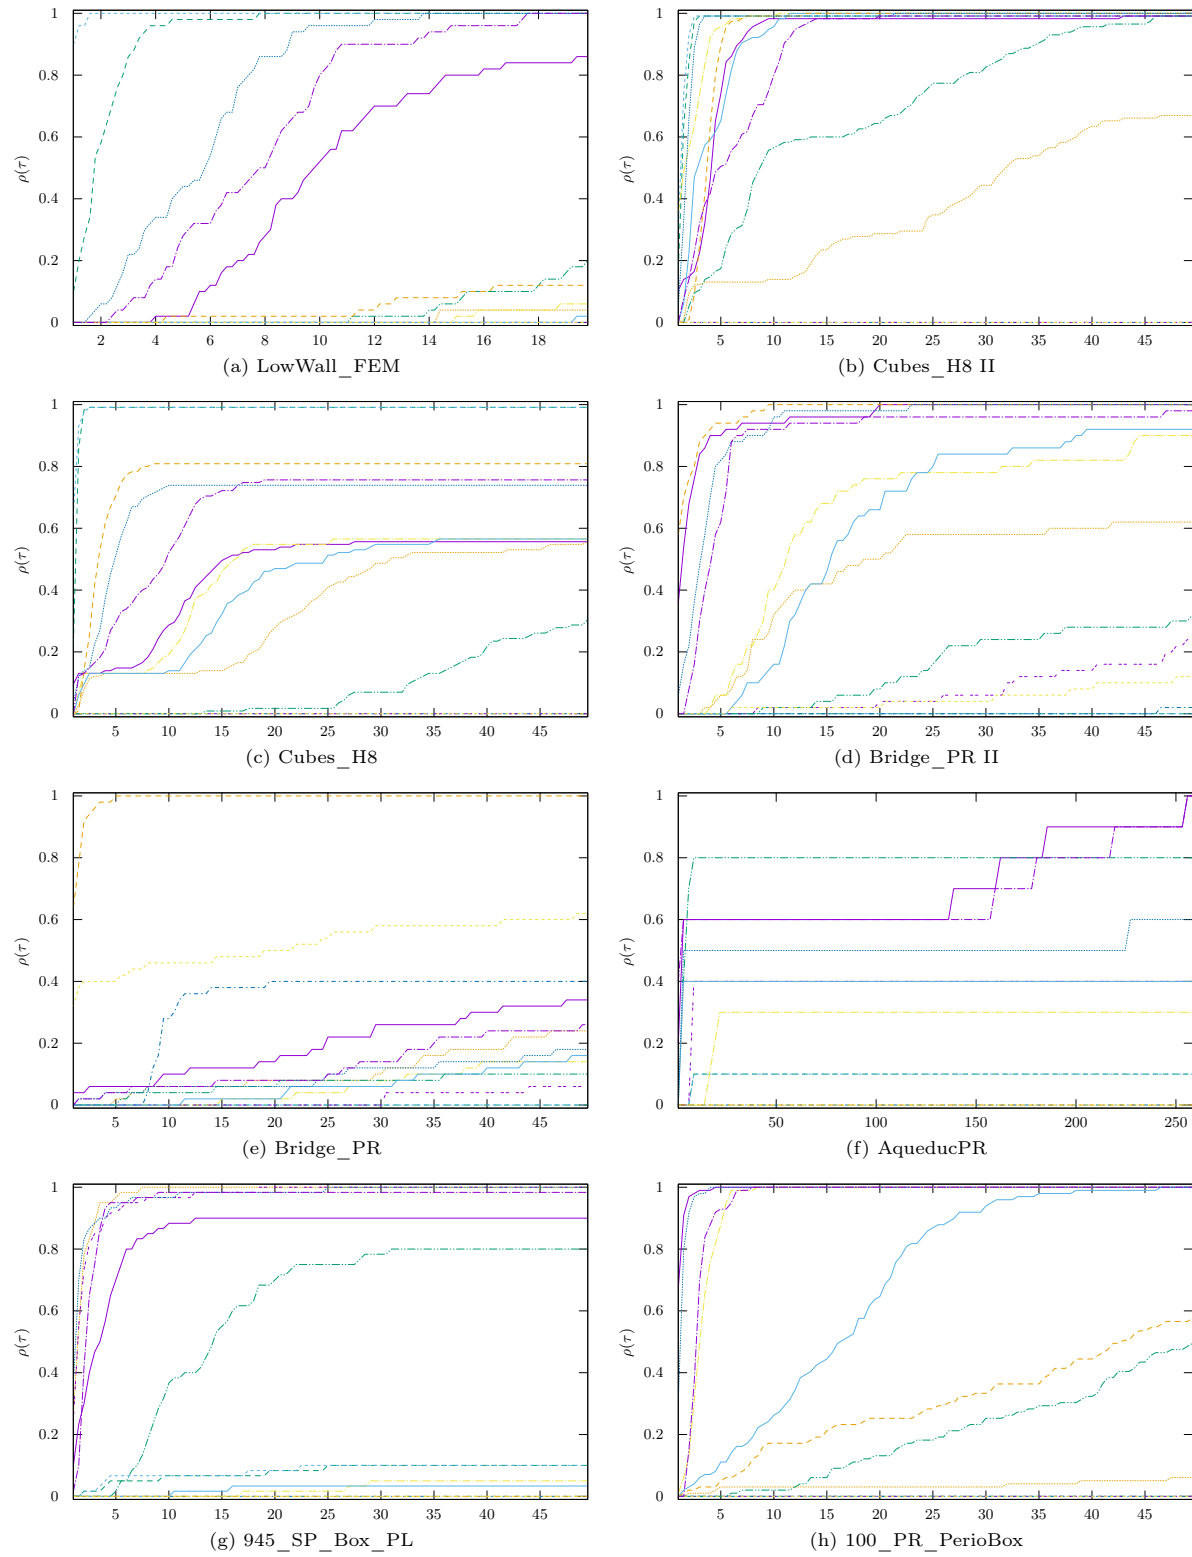 1
0.8
0.6
0.4
0.2
0
ρ(τ)
2 4 6 8 10 12 14 16 18
(a) LowWall_FEM
1
0.8
0.6
0.4
0.2
0
ρ(τ)
5 10 15 20 25 30 35 40 45
(b) Cubes_H8 II
1
0.8
0.6
0.4
0.2
0
ρ(τ)
5 10 15 20 25 30 35 40 45
(c) Cubes_H8
1
0.8
0.6
0.4
0.2
0
ρ(τ)
5 10 15 20 25 30 35 40 45
(d) Bridge_PR II
1
0.8
0.6
0.4
0.2
0
ρ(τ)
5 10 15 20 25 30 35 40 45
(e) Bridge_PR
1
0.8
0.6
0.4
0.2
0
ρ(τ)
50 100 150 200 250
(f) AqueducPR
1
0.8
0.6
0.4
0.2
0
ρ(τ)
5 10 15 20 25 30 35 40 45
(g) 945_SP_Box_PL
1
0.8
0.6
0.4
0.2
0
ρ(τ)
5 10 15 20 25 30 35 40 45
(h) 100_PR_PerioBox